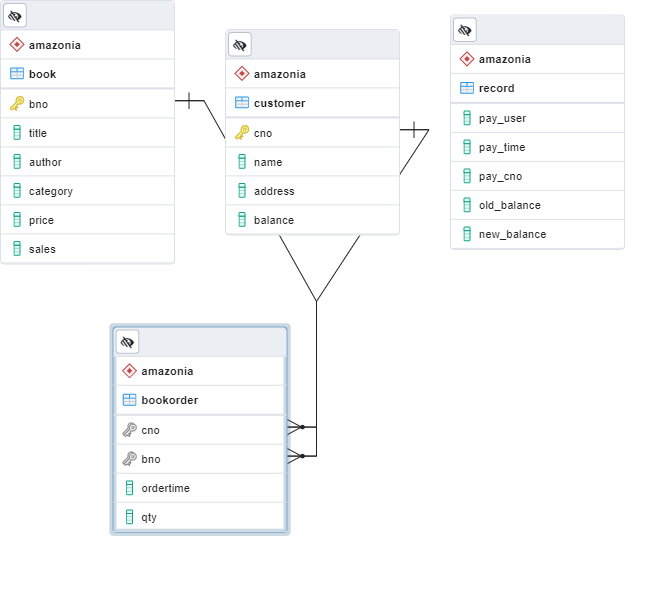 amazonia
book
bno
title
author
category
price
sales
amazonia
customer
cno
name
address
balance
amazonia
record
pay_user
pay_time
pay_cno
old_balance
new_balance
amazonia
bookorder
cno
bno
ordertime
qty